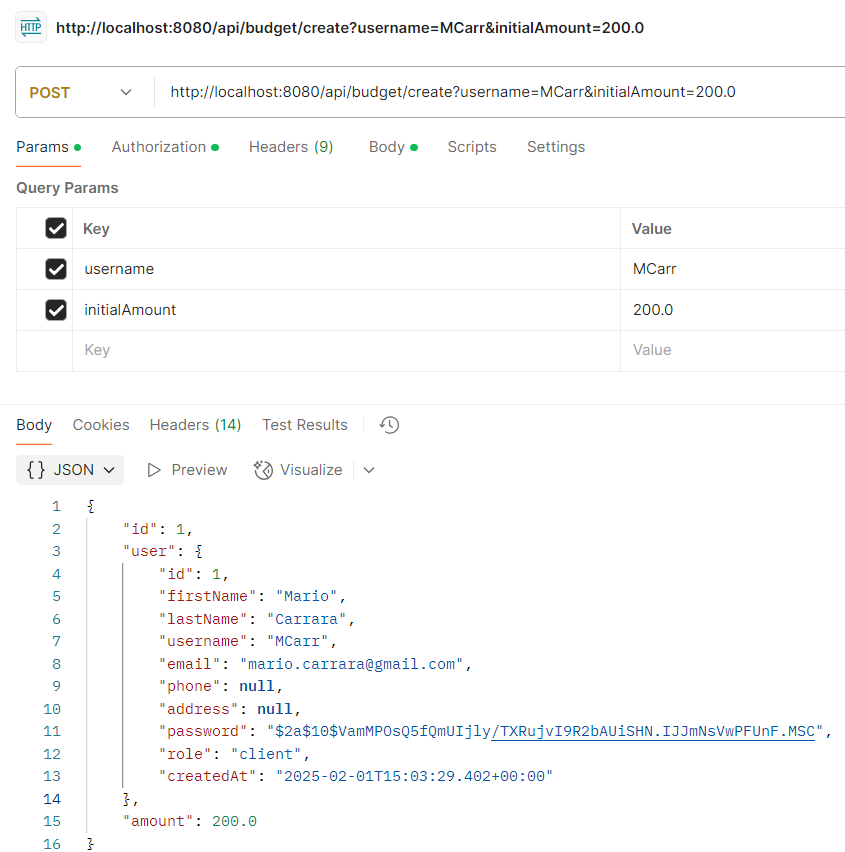 HTTP http://localhost:8080/api/budget/create?username=MCarr&initialAmount=200.0
POST http://localhost:8080/api/budget/create?username=MCarr&initialAmount=200.0
Params Authorization Headers (9) Body Scripts Settings
Query Params
Key Value
username MCarr
initialAmount 200.0
Key Value
Body Cookies Headers (14) Test Results
{} JSON Preview Visualize
1 {
2 "id": 1,
3 "user": {
4 "id": 1,
5 "firstName": "Mario",
6 "lastName": "Carrara",
7 "username": "MCarr",
8 "email": "mario.carrara@gmail.com",
9 "phone": null,
10 "address": null,
11 "password": "$2a$10$VamMPOsQ5fQmUIjly/TXRujvI9R2bAUiSHN.IJJmNsVwPFUnF.MSC",
12 "role": "client",
13 "createdAt": "2025-02-01T15:03:29.402+00:00"
14 },
15 "amount": 200.0
16 }